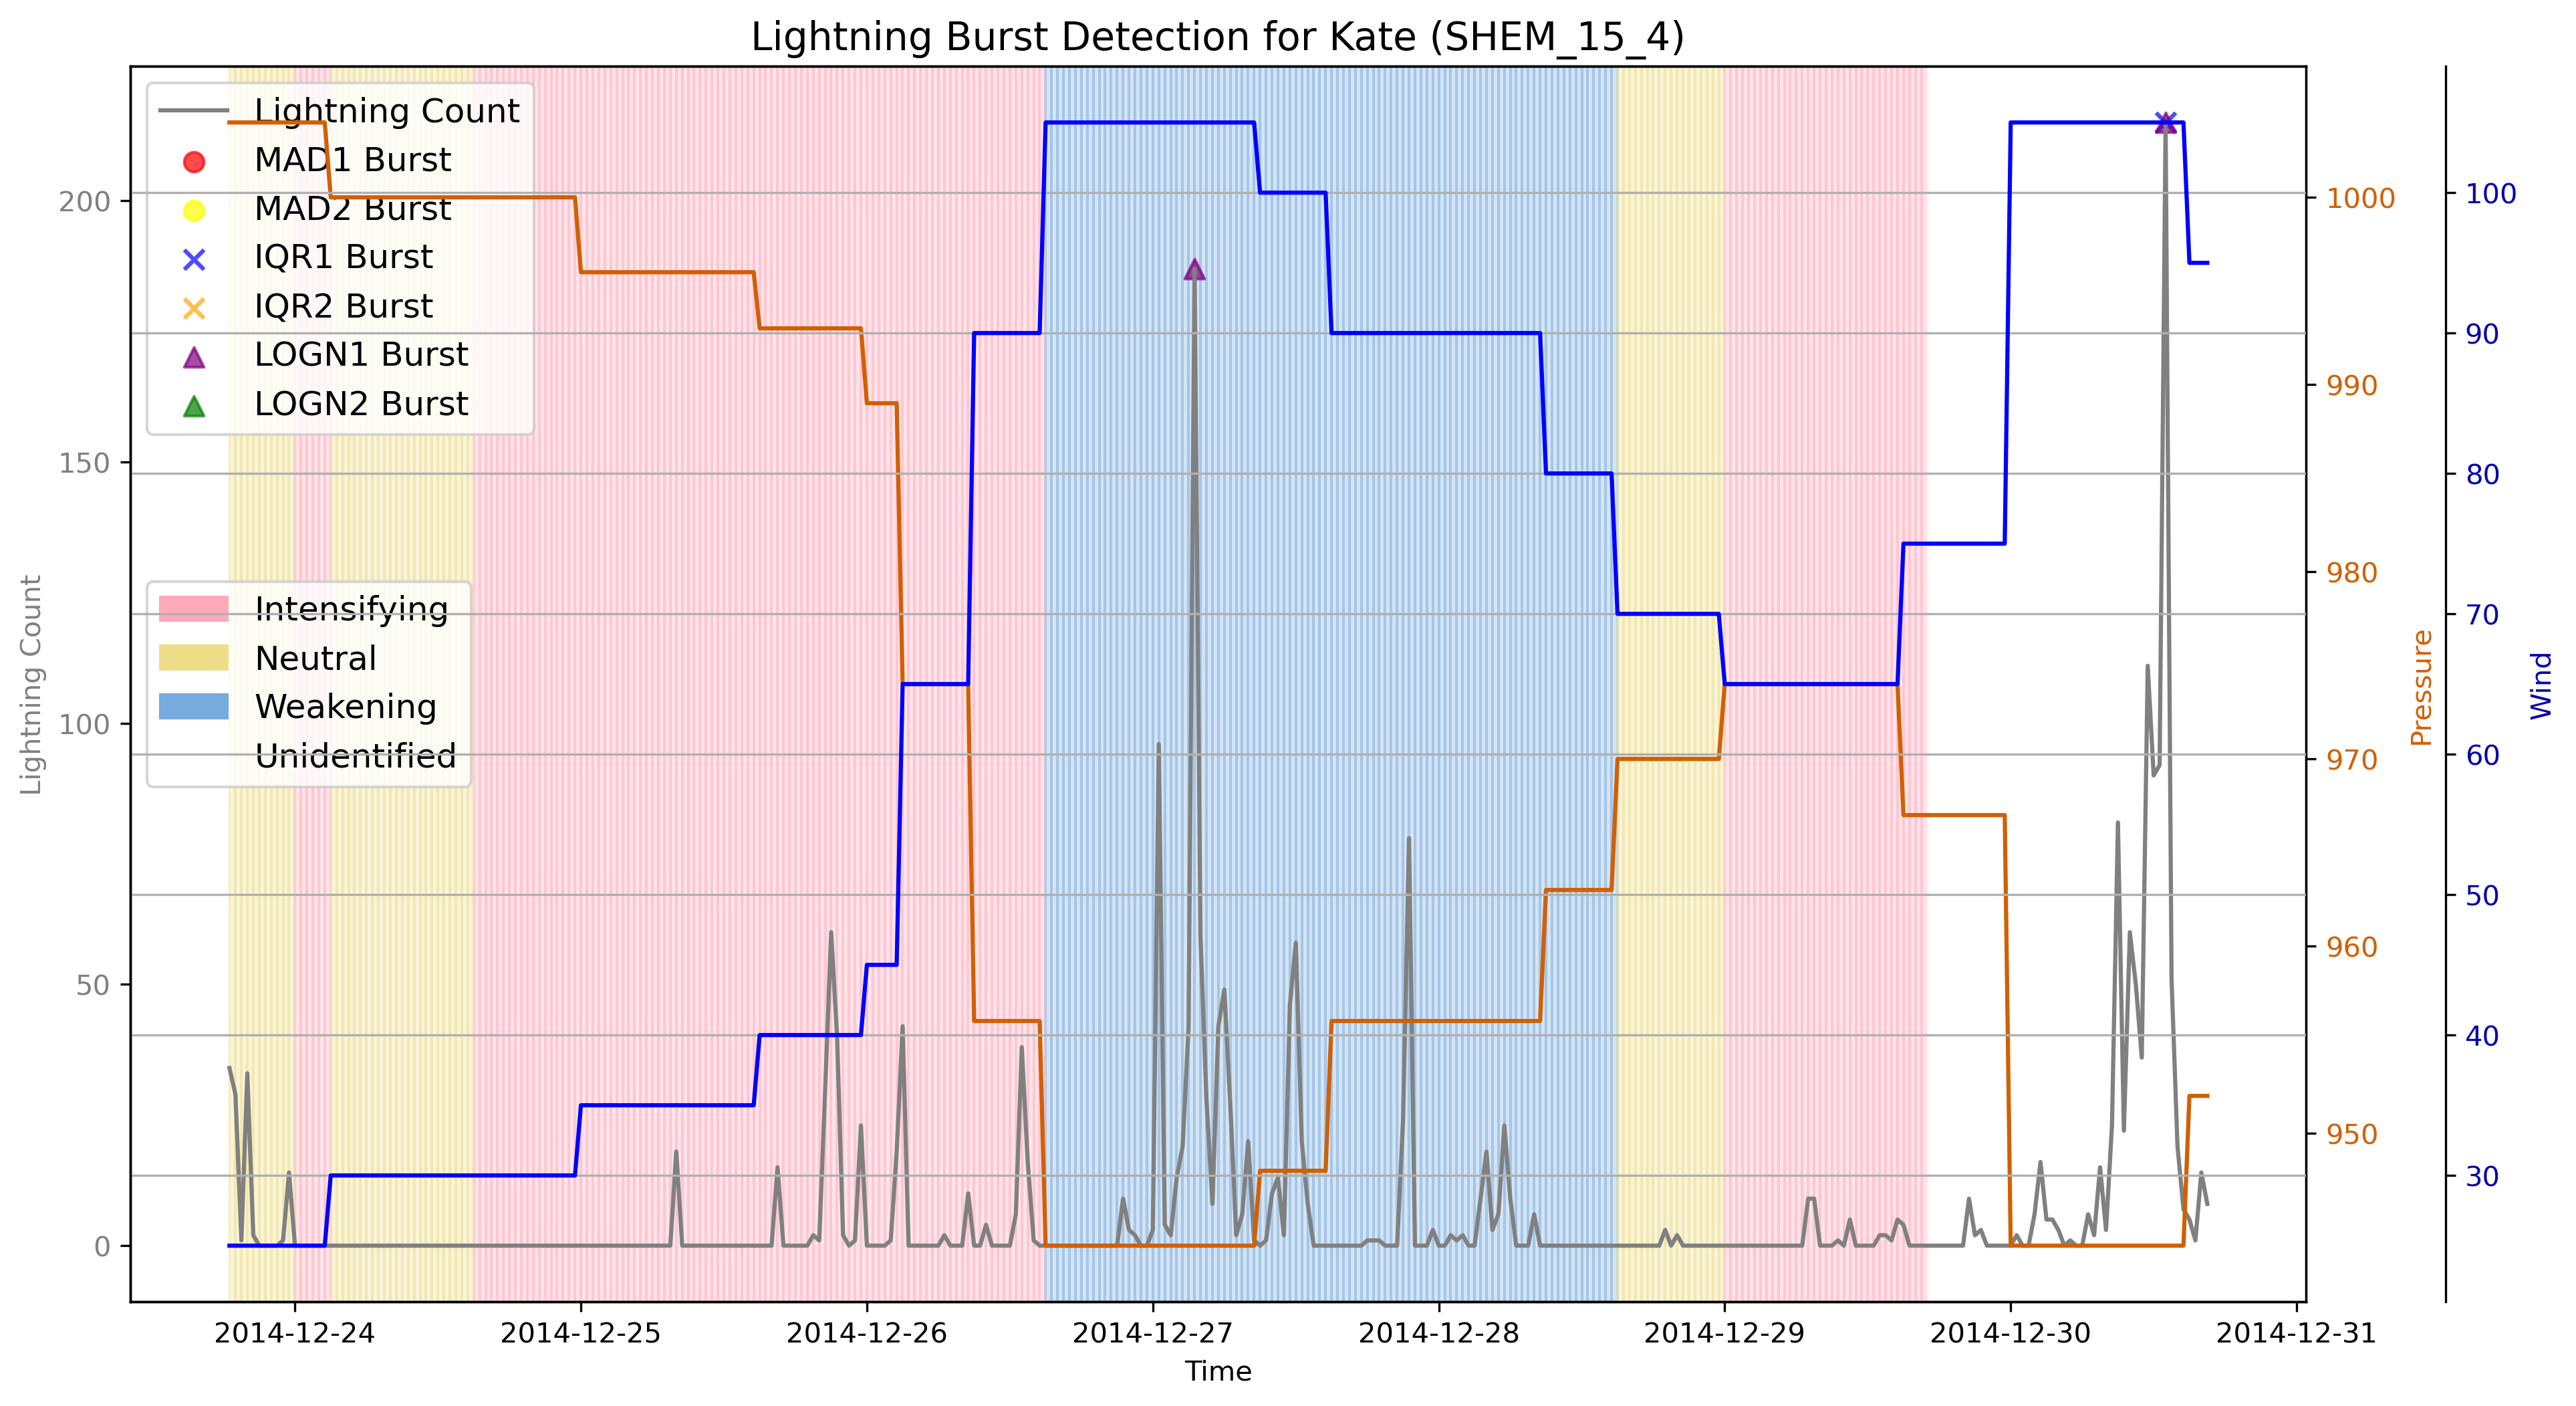 Lightning Burst Detection for Kate (SHEM_15_4)
Lightning Count
MAD1 Burst
MAD2 Burst
IQR1 Burst
IQR2 Burst
LOGN1 Burst
LOGN2 Burst
Intensifying
Neutral
Weakening
Unidentified
Lightning Count
200
150
100
50
0
1000
990
980
970
960
950
Pressure
100
90
80
70
60
50
40
30
Wind
2014-12-24
2014-12-25
2014-12-26
2014-12-27
2014-12-28
2014-12-29
2014-12-30
2014-12-31
Time